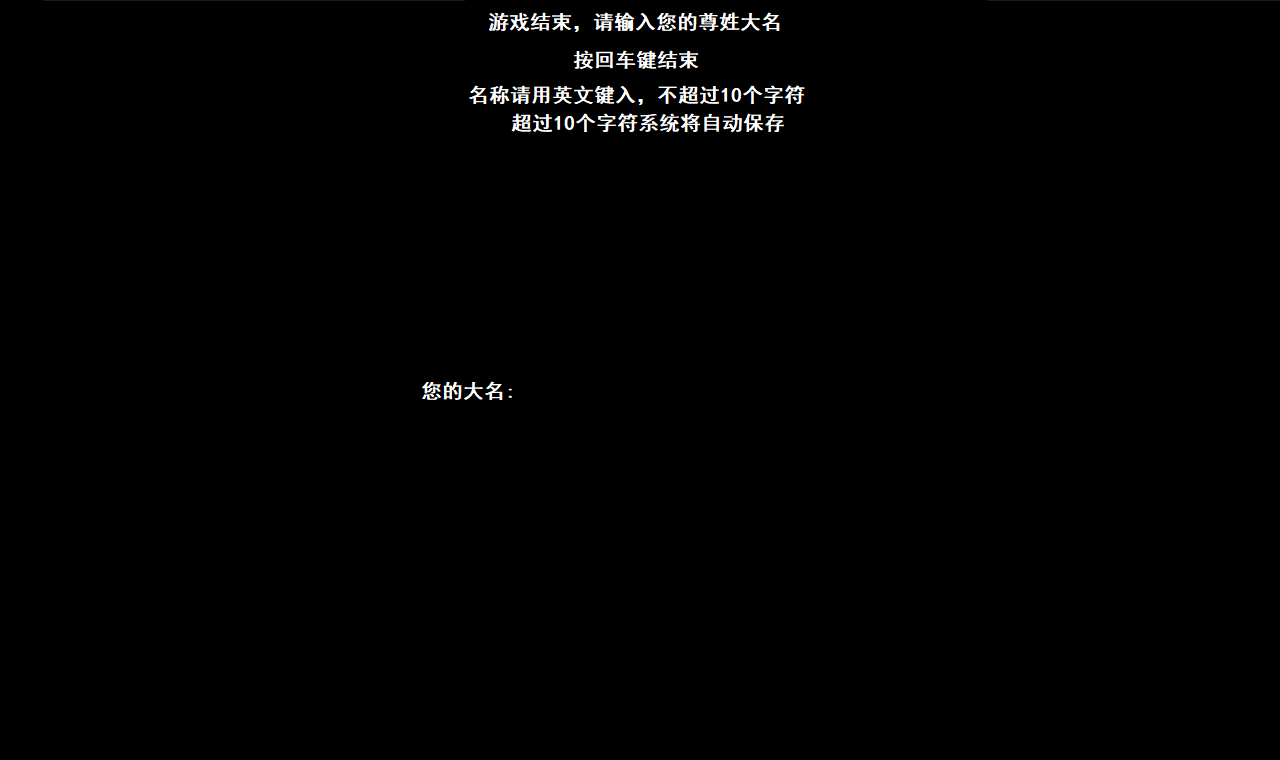 游戏结束，请输入您的尊姓大名
按回车键结束
名称请用英文键入，不超过10个字符
超过10个字符系统将自动保存
您的大名：